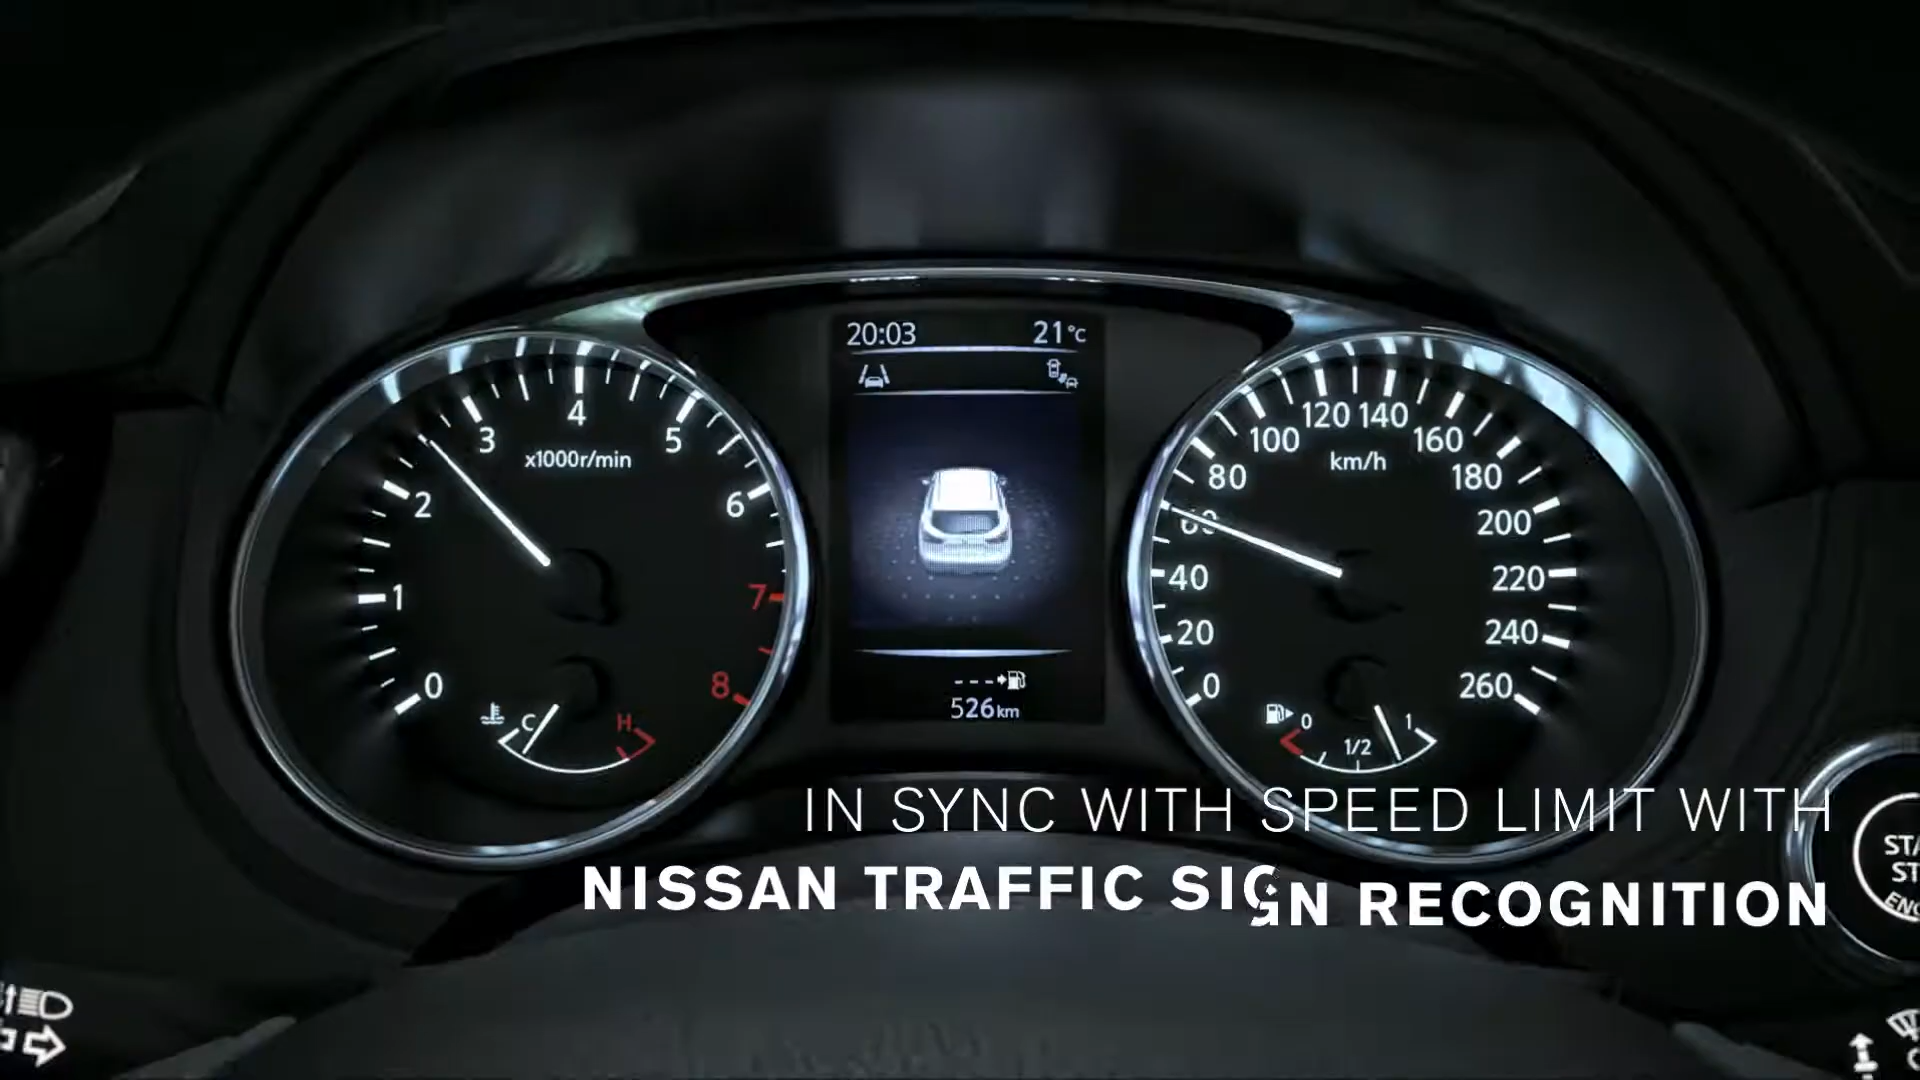 20:03 21°C
4
3 5
x1000r/min
2 6
1 7
0 8
C H
--- 
526km
120 140
100 160
km/h
80 180
60 200
40 220
20 240
0 260
0 1/2 1
IN SYNC WITH SPEED LIMIT WITH
NISSAN TRAFFIC SIGN RECOGNITION